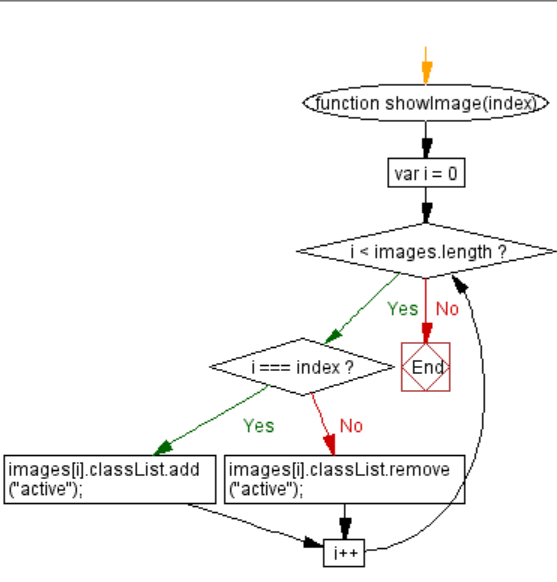 function showImage(index)
var i = 0
i < images.length ?
Yes
No
i === index ?
End
Yes
No
images[i].classList.add
("active");
images[i].classList.remove
("active");
i++